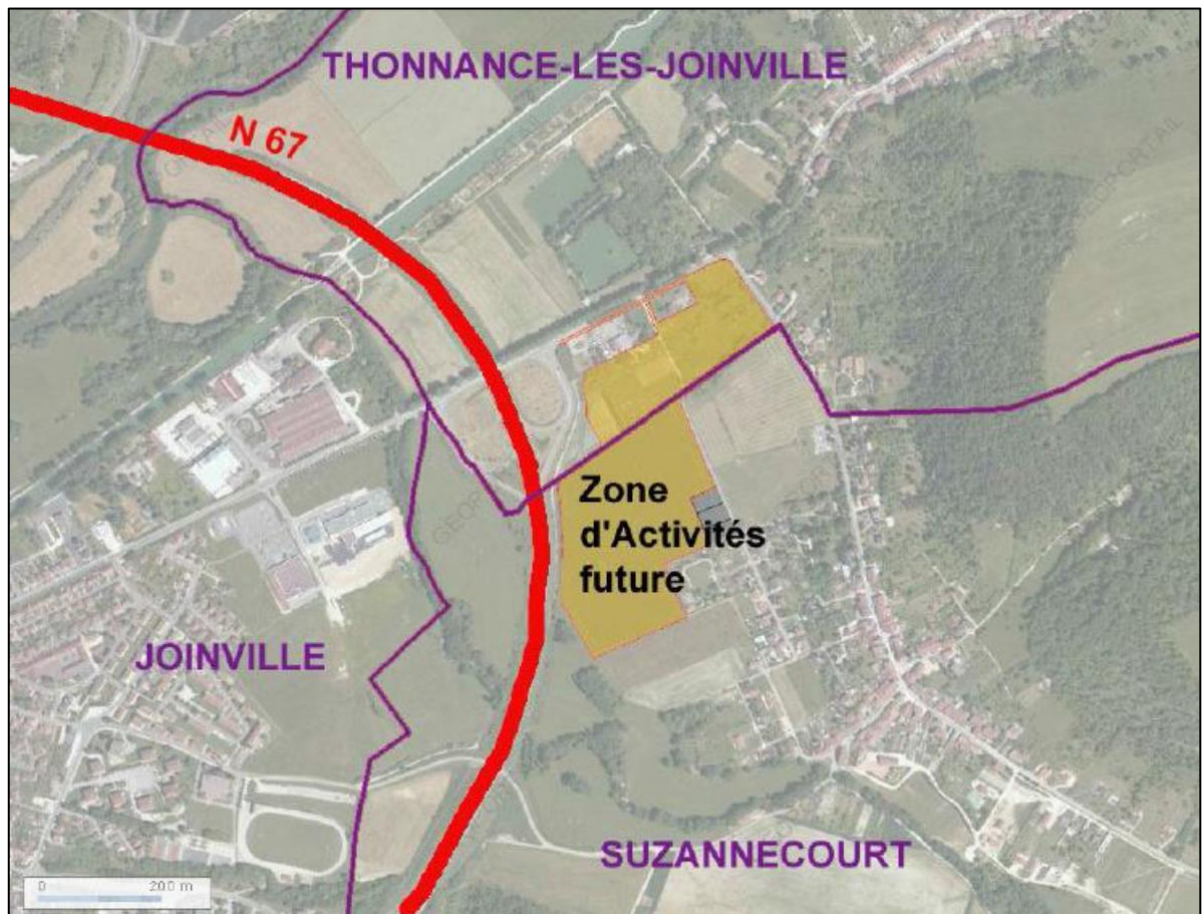 THONNANCE-LES-JOINVILLE
N 67
Zone
d'Activités
future
JOINVILLE
SUZANNECOURT
0 200 m